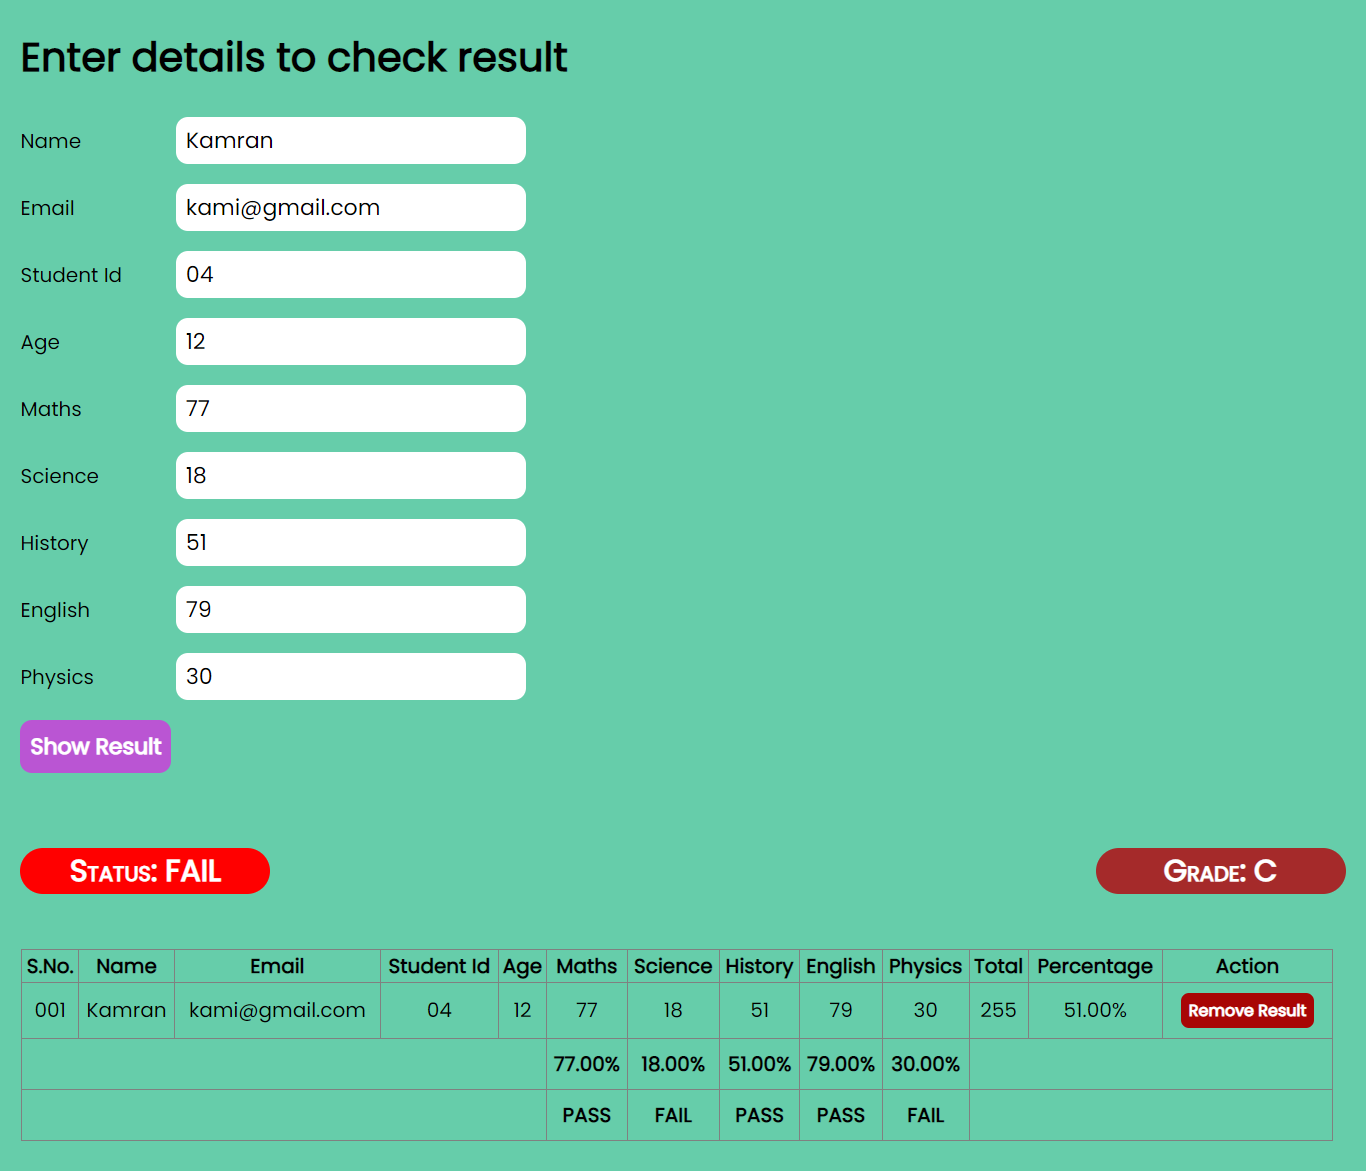 Enter details to check result
Name Kamran
Email kami@gmail.com
Student Id 04
Age 12
Maths 77
Science 18
History 51
English 79
Physics 30
Show Result
Status: FAIL Grade: C
S.No. Name Email Student Id Age Maths Science History English Physics Total Percentage Action
001 Kamran kami@gmail.com 04 12 77 18 51 79 30 255 51.00% Remove Result
77.00% 18.00% 51.00% 79.00% 30.00%
PASS FAIL PASS PASS FAIL